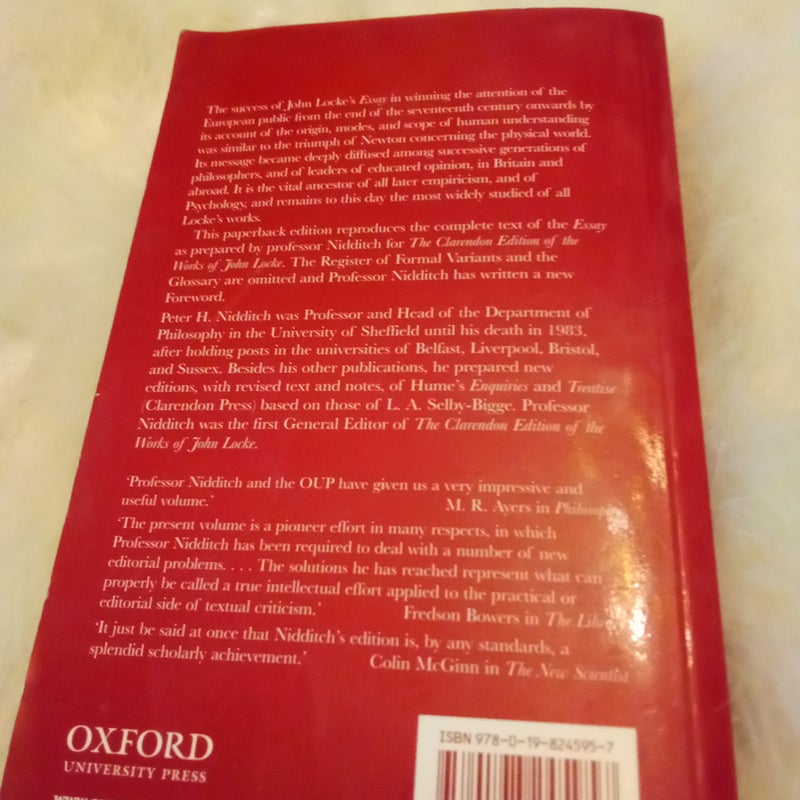 The success of John Locke's Essay in winning the attention of the
European public from the end of the seventeenth century onwards by
its account of the origin, modes, and scope of human understanding
was similar to the triumph of Newton concerning the physical world.
Its message became deeply diffused among successive generations of
philosophers, and of leaders of educated opinion, in Britain and
abroad. It is the vital ancestor of all later empiricism, and of
Psychology, and remains to this day the most widely studied of all
Locke's works.
This paperback edition reproduces the complete text of the Essay
as prepared by professor Nidditch for The Clarendon Edition of the
Works of John Locke. The Register of Formal Variants and the
Glossary are omitted and Professor Nidditch has written a new
Foreword.
Peter H. Nidditch was Professor and Head of the Department of
Philosophy in the University of Sheffield until his death in 1983,
after holding posts in the universities of Belfast, Liverpool, Bristol,
and Sussex. Besides his other publications, he prepared new
editions, with revised text and notes, of Hume's Enquiries and Treatise
(Clarendon Press) based on those of L. A. Selby-Bigge. Professor
Nidditch was the first General Editor of The Clarendon Edition of the
Works of John Locke.
'Professor Nidditch and the OUP have given us a very impressive and
useful volume.' M. R. Ayers in
'The present volume is a pioneer effort in many respects, in which
Professor Nidditch has been required to deal with a number of new
editorial problems. . . . The solutions he has reached represent what can
properly be called a true intellectual effort applied to the practical or
editorial side of textual criticism.' Fredson Bowers in The
'It just be said at once that Nidditch's edition is, by any standards, a
splendid scholarly achievement.' Colin McGinn in The New Scientist
OXFORD
UNIVERSITY PRESS
ISBN 978-0-19-824595-7